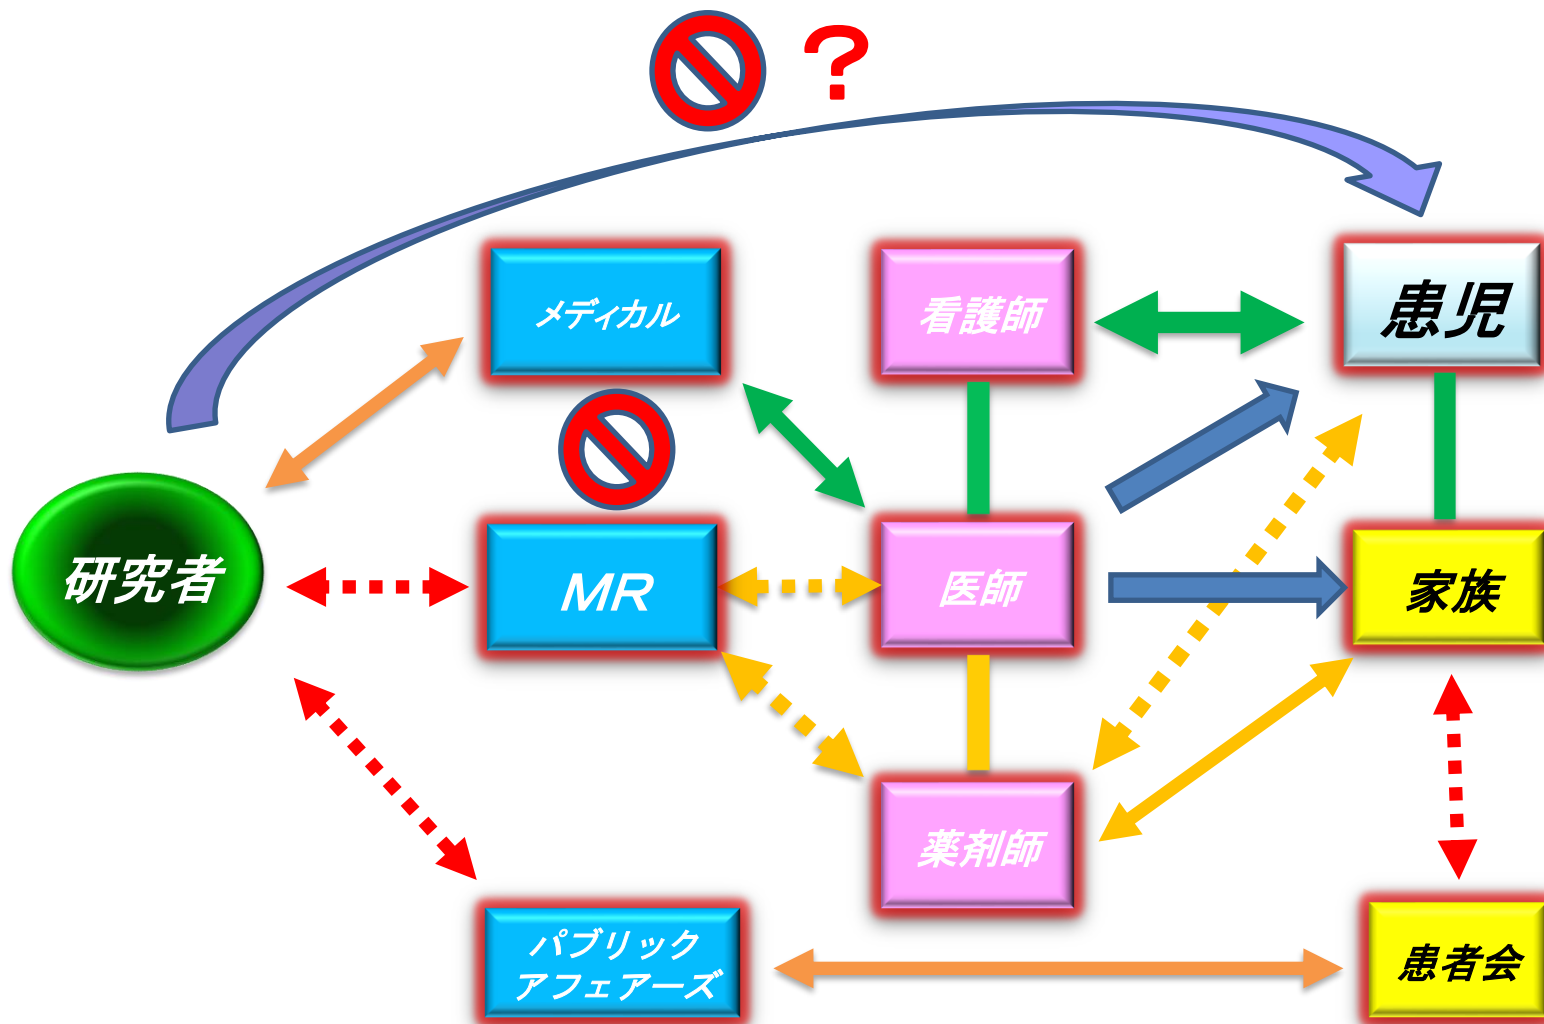 ？
メディカル
看護師
患児
研究者
MR
医師
家族
薬剤師
パブリック
アフェアーズ
患者会